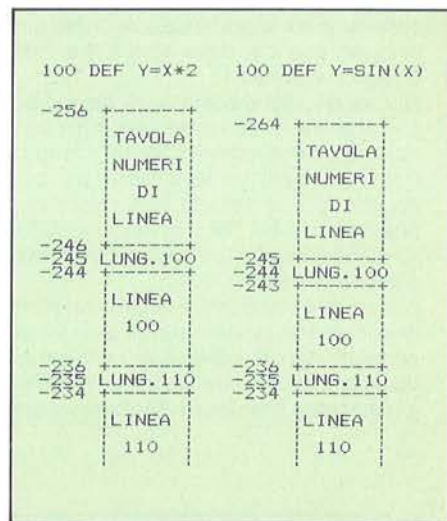 100 DEF Y=X*2 100 DEF Y=SIN(X)
-256
-264
TAVOLA TAVOLA
NUMERI NUMERI
DI DI
LINEA LINEA
-246
-245 LUNG.100 -245
-244 -244 LUNG.100
-243
LINEA LINEA
100 100
-236 -236
-235 LUNG.110 -235 LUNG.110
-234 -234
LINEA LINEA
110 110